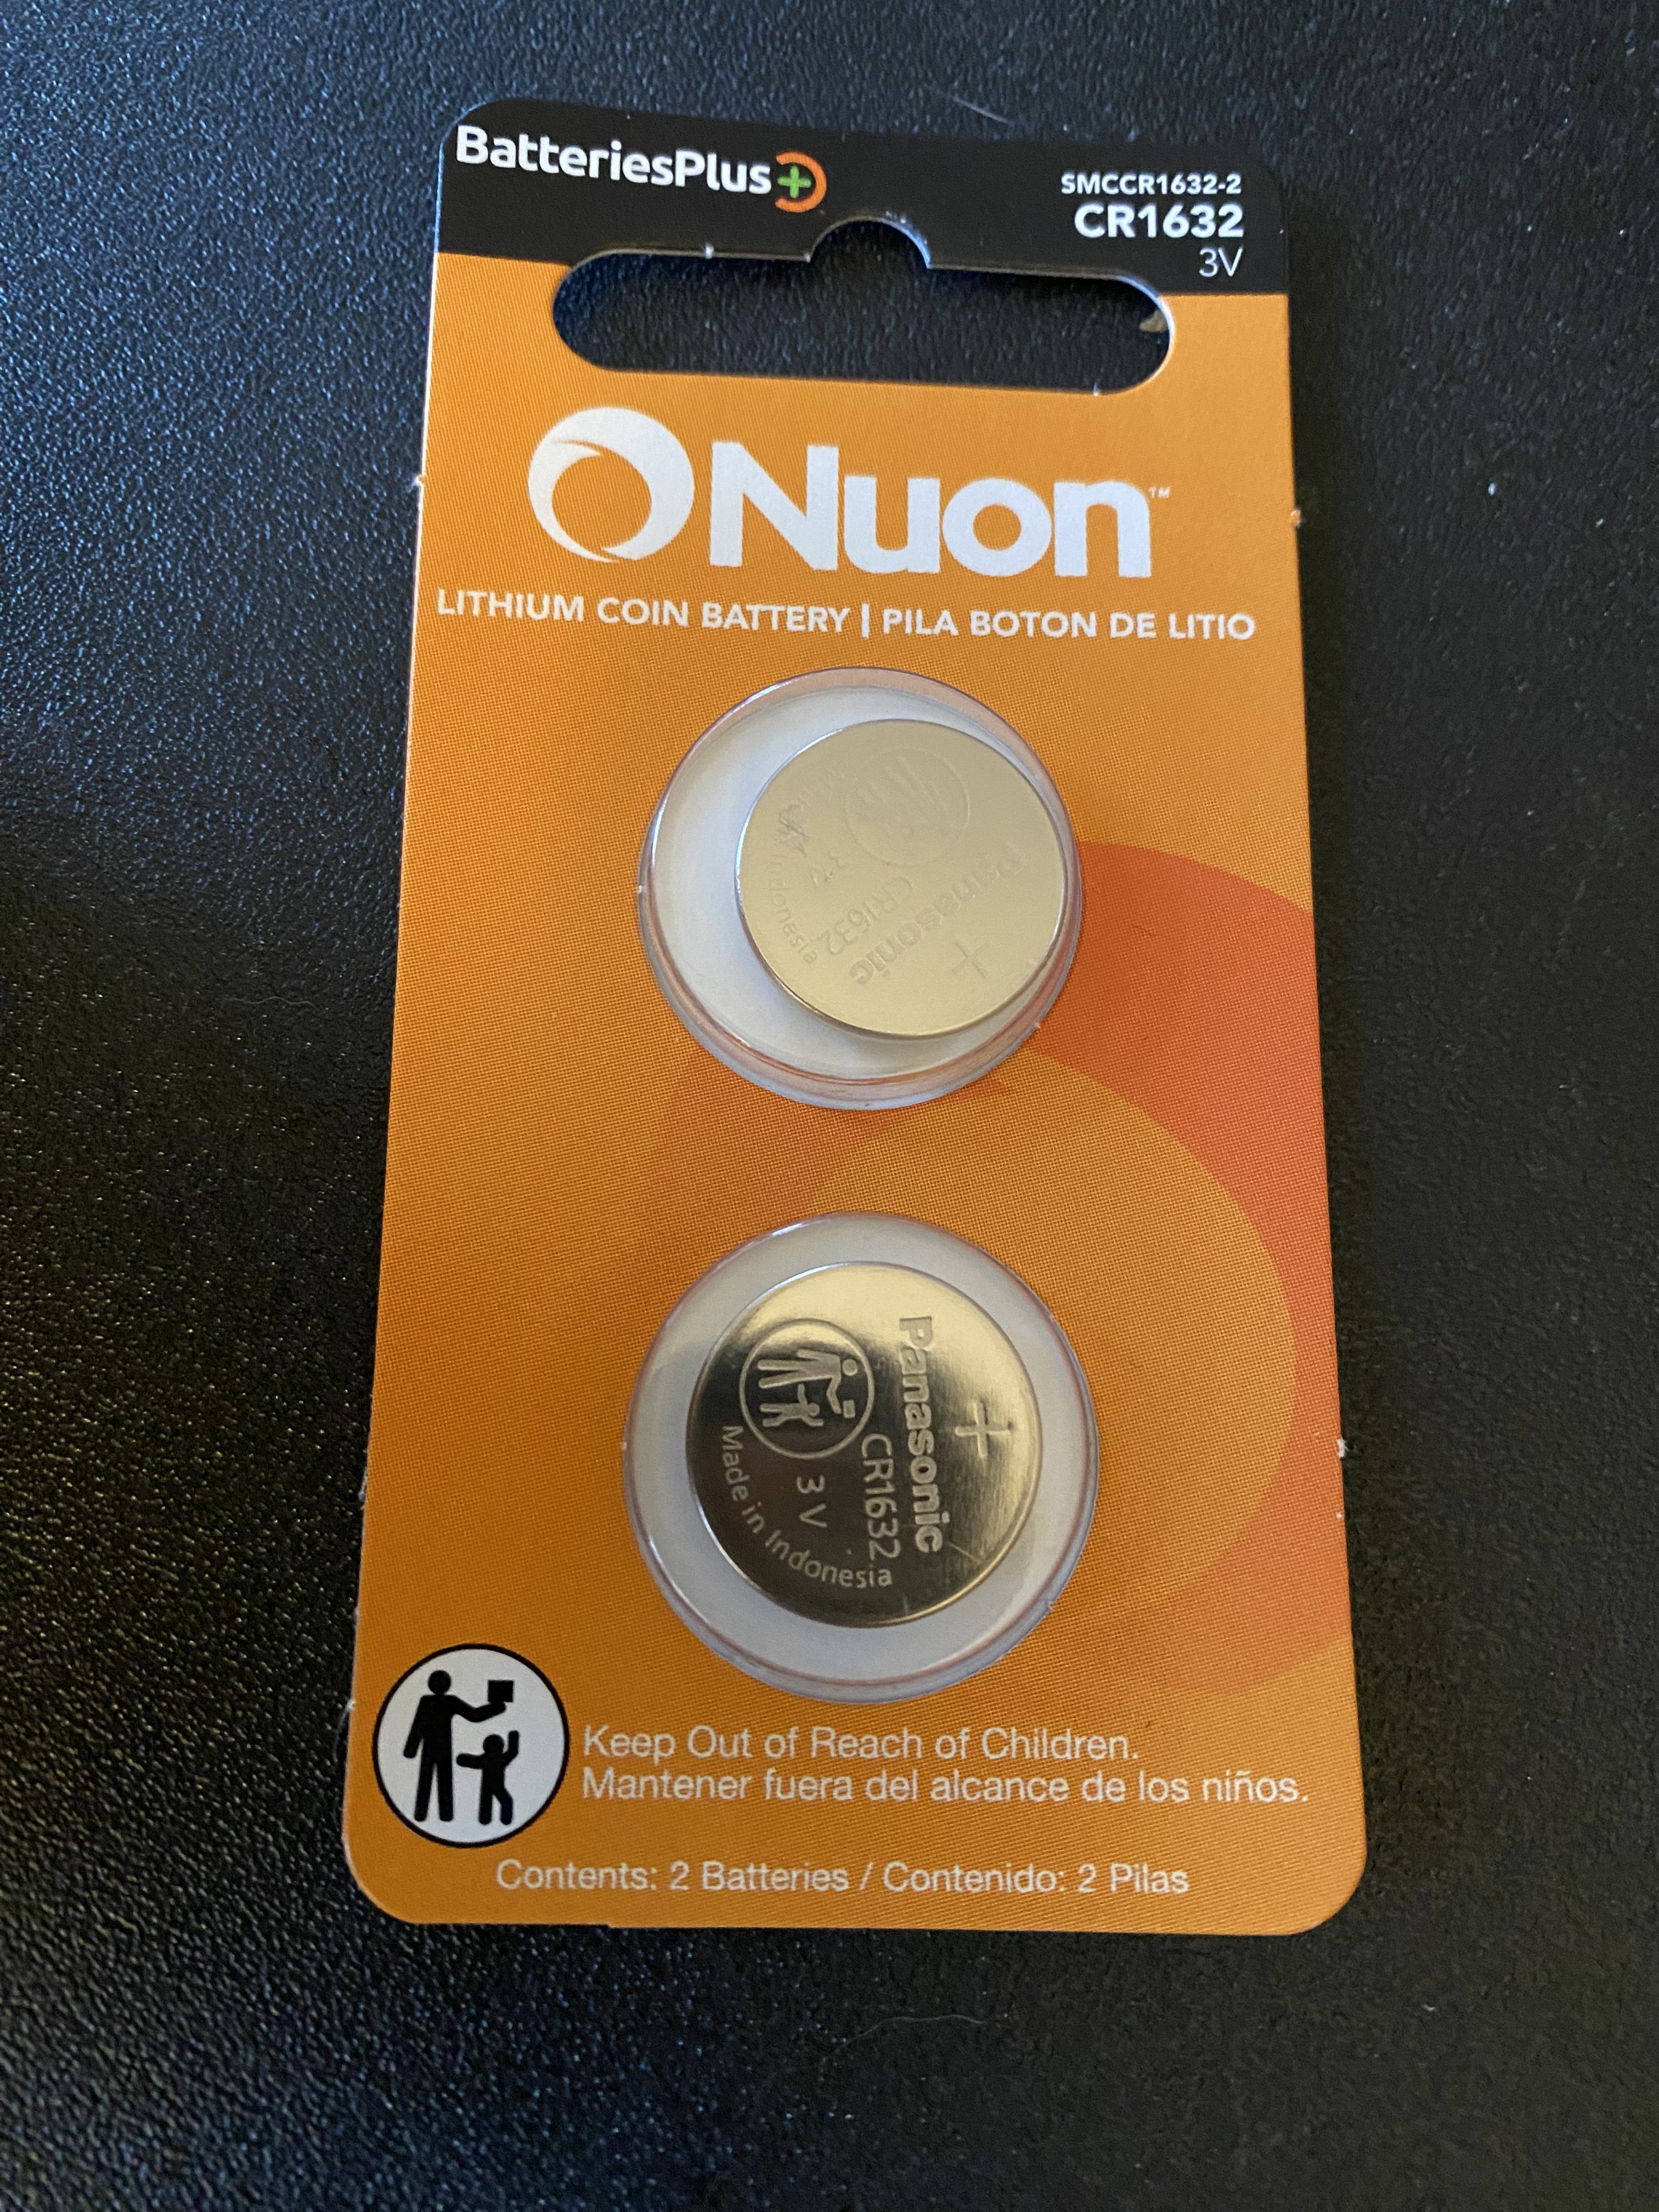 BatteriesPlus+
SMCCR1632-2
CR1632
3V
Nuon™
LITHIUM COIN BATTERY | PILA BOTON DE LITIO
+
Panasonic
CR1632
3V
Indonesia
+
Panasonic
CR1632
3 V
Made in Indonesia
Keep Out of Reach of Children.
Mantener fuera del alcance de los niños.
Contents: 2 Batteries / Contenido: 2 Pilas